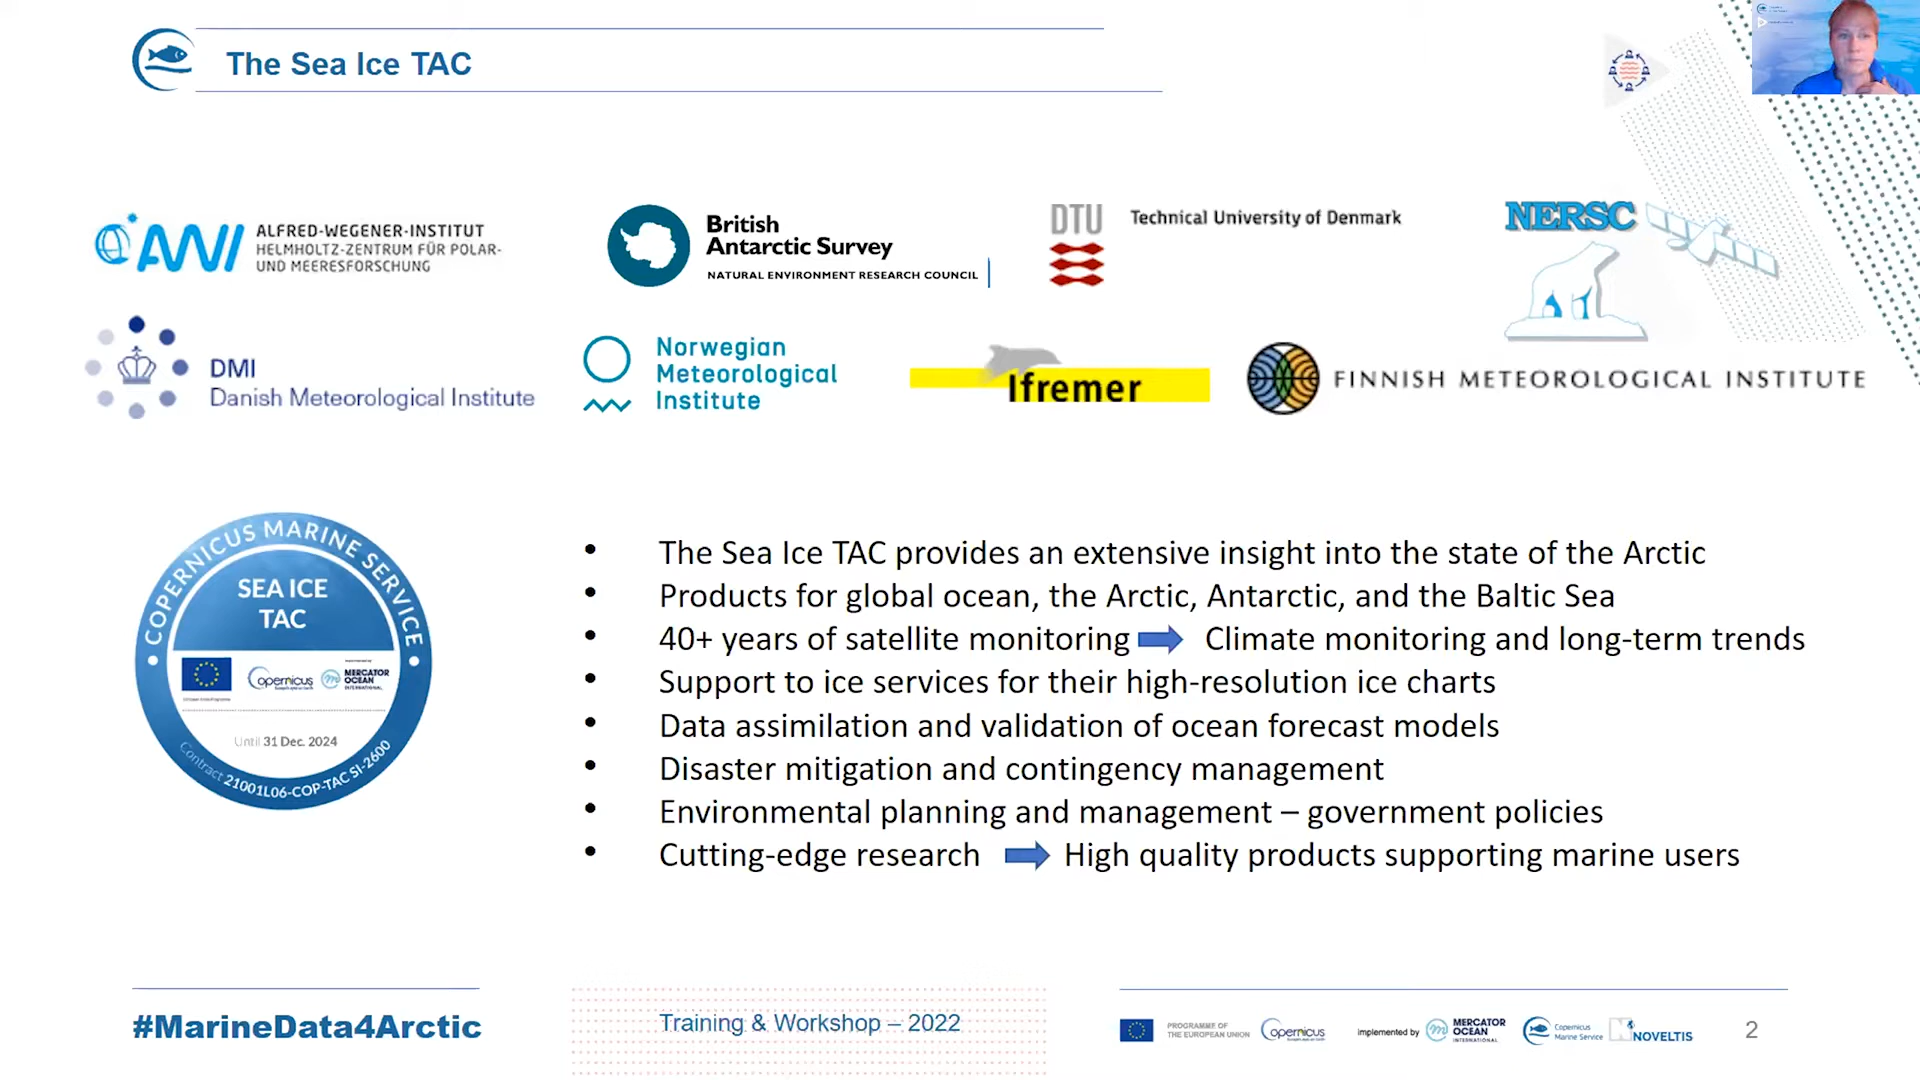 The Sea Ice TAC
AWI
ALFRED-WEGENER-INSTITUT
HELMHOLTZ-ZENTRUM FÜR POLAR-
UND MEERESFORSCHUNG
British
Antarctic Survey
NATURAL ENVIRONMENT RESEARCH COUNCIL
DTU
Technical University of Denmark
NERSC
DMI
Danish Meteorological Institute
Norwegian
Meteorological
Institute
Ifremer
FINNISH METEOROLOGICAL INSTITUTE
COPERNICUS MARINE SERVICE
SEA ICE
TAC
Copernicus
MERCATOR
OCEAN
INTERNATIONAL
Until 31 Dec. 2024
Contract 21001L06-COP-TAC SI-2600
• The Sea Ice TAC provides an extensive insight into the state of the Arctic
• Products for global ocean, the Arctic, Antarctic, and the Baltic Sea
• 40+ years of satellite monitoring Climate monitoring and long-term trends
• Support to ice services for their high-resolution ice charts
• Data assimilation and validation of ocean forecast models
• Disaster mitigation and contingency management
• Environmental planning and management – government policies
• Cutting-edge research High quality products supporting marine users
#MarineData4Arctic
Training & Workshop – 2022
PROGRAMME OF
THE EUROPEAN UNION
Copernicus
implemented by
MERCATOR
OCEAN
INTERNATIONAL
Copernicus
Marine Service
NOVELTIS
2